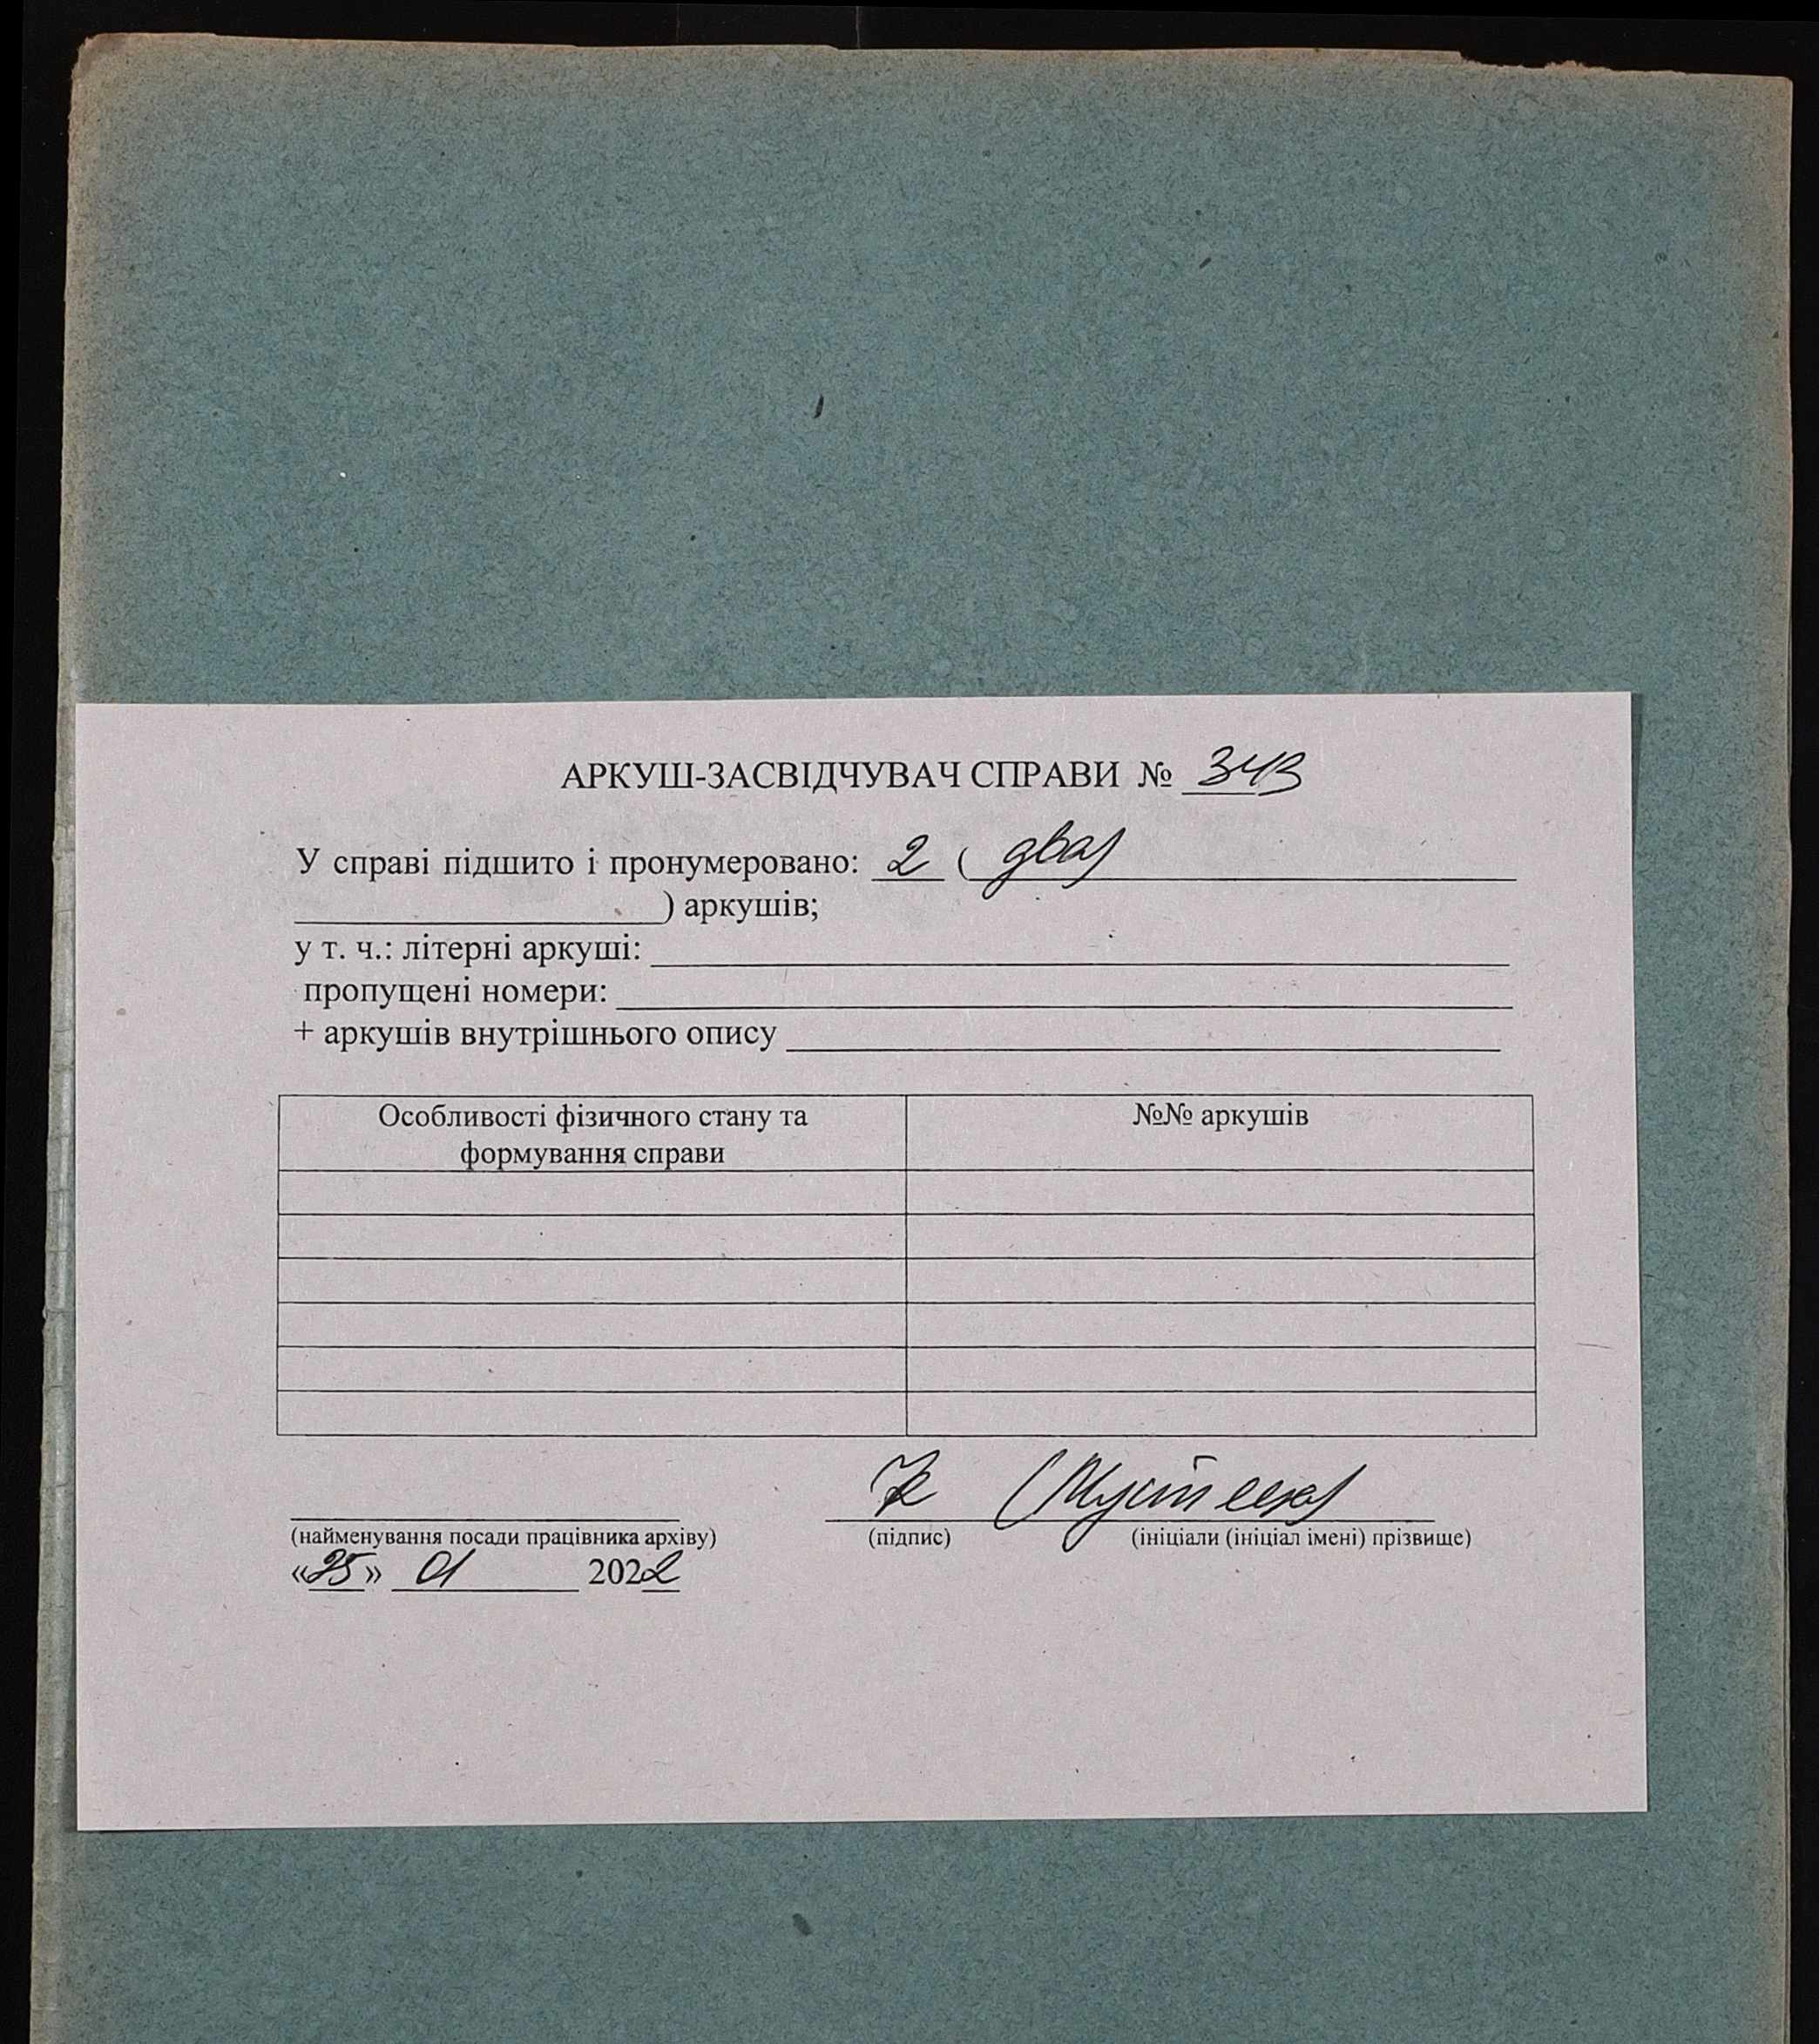 АРКУШ-ЗАСВІДЧУВАЧ СПРАВИ № 343
У справі підшито і пронумеровано: 2 ( два)
) аркушів;
у т. ч.: літерні аркуші:
пропущені номери:
+ аркушів внутрішнього опису
Особливості фізичного стану та
формування справи
№№ аркушів
(найменування посади працівника архіву)
(підпис)
(ініціали (ініціал імені) прізвище)
«25» 01 2022